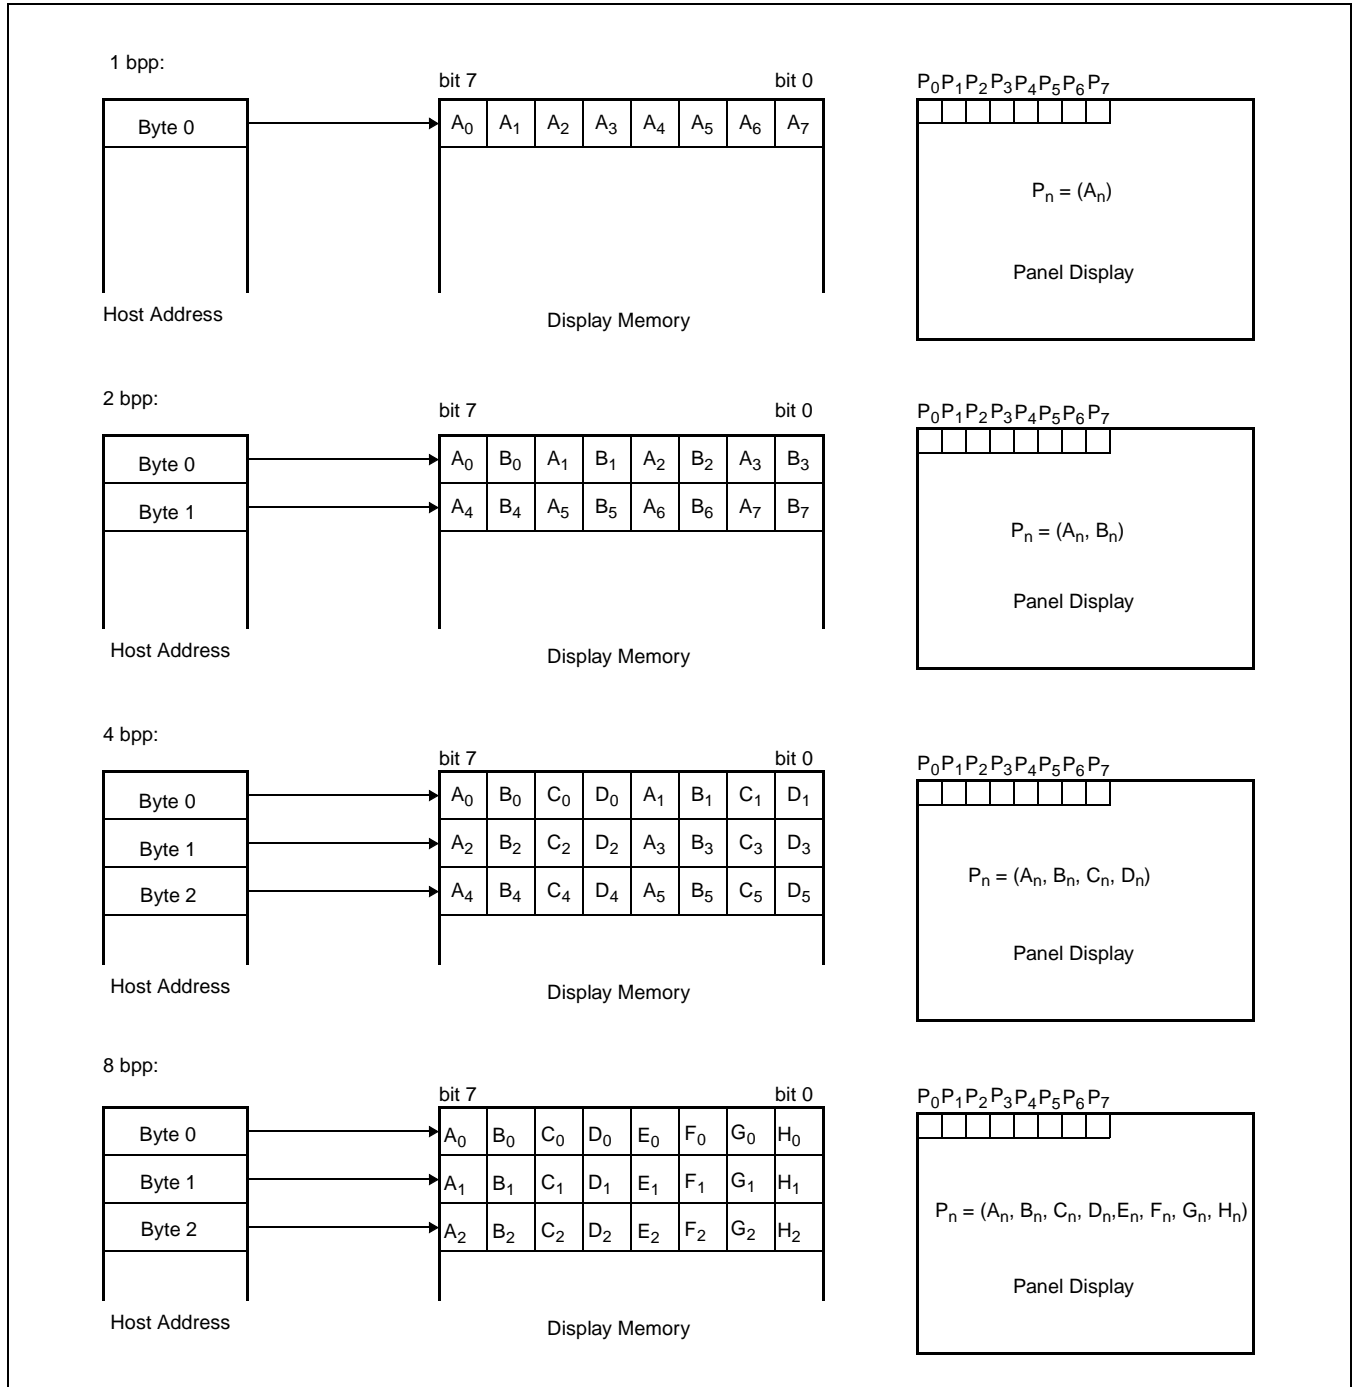 1 bpp:
bit 7 bit 0
P₀P₁P₂P₃P₄P₅P₆P₇
Byte 0 A₀ A₁ A₂ A₃ A₄ A₅ A₆ A₇
Pₙ = (Aₙ)
Panel Display
Host Address
Display Memory
2 bpp:
bit 7 bit 0
P₀P₁P₂P₃P₄P₅P₆P₇
Byte 0 A₀ B₀ A₁ B₁ A₂ B₂ A₃ B₃
Byte 1 A₄ B₄ A₅ B₅ A₆ B₆ A₇ B₇
Pₙ = (Aₙ, Bₙ)
Panel Display
Host Address
Display Memory
4 bpp:
bit 7 bit 0
P₀P₁P₂P₃P₄P₅P₆P₇
Byte 0 A₀ B₀ C₀ D₀ A₁ B₁ C₁ D₁
Byte 1 A₂ B₂ C₂ D₂ A₃ B₃ C₃ D₃
Byte 2 A₄ B₄ C₄ D₄ A₅ B₅ C₅ D₅
Pₙ = (Aₙ, Bₙ, Cₙ, Dₙ)
Panel Display
Host Address
Display Memory
8 bpp:
bit 7 bit 0
P₀P₁P₂P₃P₄P₅P₆P₇
Byte 0 A₀ B₀ C₀ D₀ E₀ F₀ G₀ H₀
Byte 1 A₁ B₁ C₁ D₁ E₁ F₁ G₁ H₁
Byte 2 A₂ B₂ C₂ D₂ E₂ F₂ G₂ H₂
Pₙ = (Aₙ, Bₙ, Cₙ, Dₙ,Eₙ, Fₙ, Gₙ, Hₙ)
Panel Display
Host Address
Display Memory